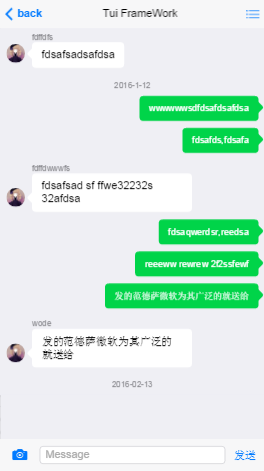 back
Tui FrameWork
fdffdfs
fdsafsadsafdsa
2016-1-12
wwwwwwsdfdsafdsafdsa
fdsafds,fdsafa
fdffdwwwfs
fdsafsad sf ffwe32232s
32afdsa
fdsaqwerdsr,reedsa
reeeww rewrew 2f2ssfewf
发的范德萨微软为其广泛的就送给
wode
发的范德萨微软为其广泛的
就送给
2016-02-13
Message
发送